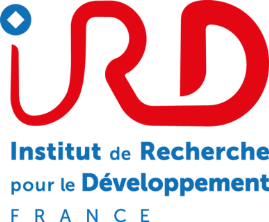 iRD
Institut de Recherche
pour le Développement
FRANCE